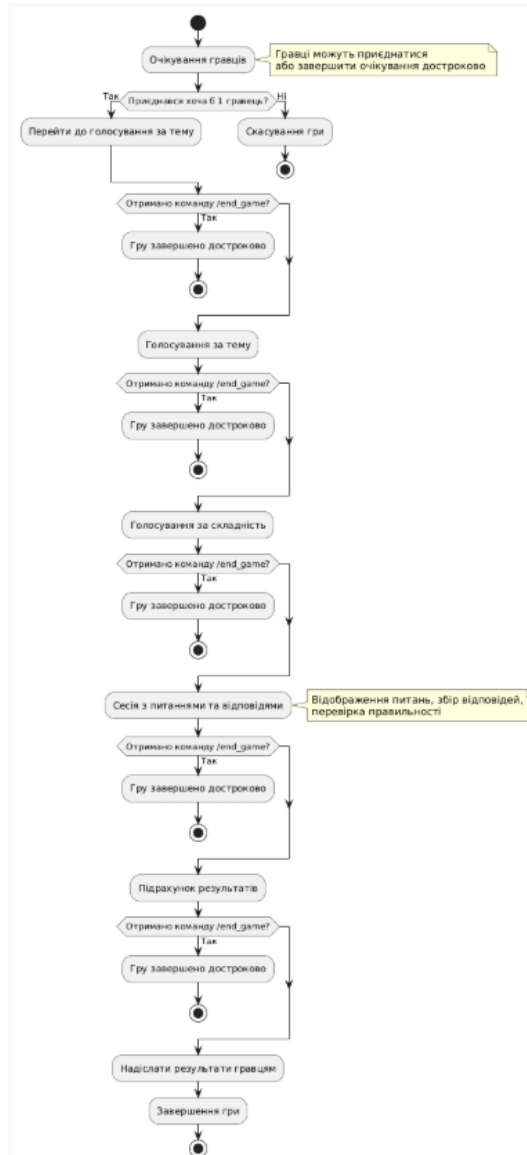 Очікування гравців
Гравці можуть приєднатися
або завершити очікування достроково
Так
Приєднався хоча б 1 гравець?
Ні
Перейти до голосування за тему
Скасування гри
Отримано команду /end_game?
Так
Гру завершено достроково
Голосування за тему
Отримано команду /end_game?
Так
Гру завершено достроково
Голосування за складність
Отримано команду /end_game?
Так
Гру завершено достроково
Сесія з питаннями та відповідями
Відображення питань, збір відповідей,
перевірка правильності
Отримано команду /end_game?
Так
Гру завершено достроково
Підрахунок результатів
Отримано команду /end_game?
Так
Гру завершено достроково
Надіслати результати гравцям
Завершення гри